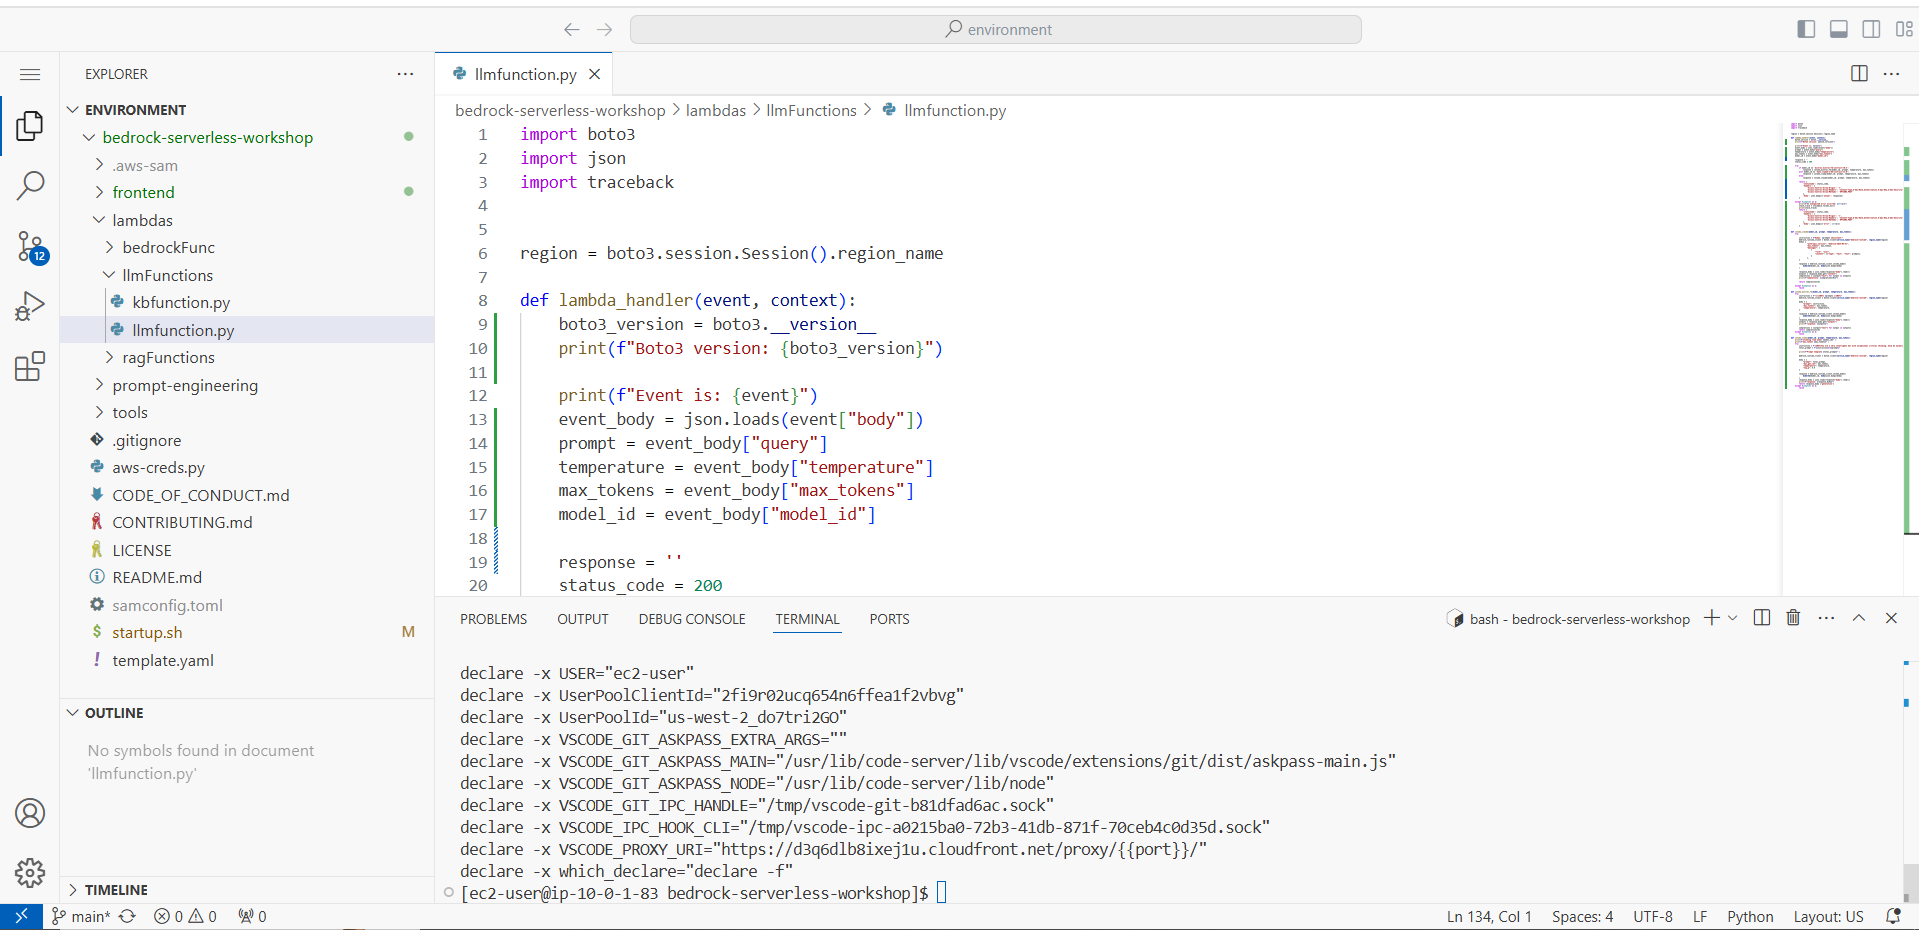 environment
EXPLORER
ENVIRONMENT
bedrock-serverless-workshop
.aws-sam
frontend
lambdas
bedrockFunc
llmFunctions
kbfunction.py
llmfunction.py
ragFunctions
prompt-engineering
tools
.gitignore
aws-creds.py
CODE_OF_CONDUCT.md
CONTRIBUTING.md
LICENSE
README.md
samconfig.toml
startup.sh M
template.yaml
OUTLINE
No symbols found in document
'llmfunction.py'
TIMELINE
12
llmfunction.py
bedrock-serverless-workshop > lambdas > llmFunctions > llmfunction.py
1 import boto3
2 import json
3 import traceback
4
5
6 region = boto3.session.Session().region_name
7
8 def lambda_handler(event, context):
9 boto3_version = boto3.__version__
10 print(f"Boto3 version: {boto3_version}")
11
12 print(f"Event is: {event}")
13 event_body = json.loads(event["body"])
14 prompt = event_body["query"]
15 temperature = event_body["temperature"]
16 max_tokens = event_body["max_tokens"]
17 model_id = event_body["model_id"]
18
19 response = ''
20 status_code = 200
PROBLEMS OUTPUT DEBUG CONSOLE TERMINAL PORTS
bash - bedrock-serverless-workshop
declare -x USER="ec2-user"
declare -x UserPoolClientId="2fi9r02ucq654n6ffea1f2vbvg"
declare -x UserPoolId="us-west-2_do7tri2GO"
declare -x VSCODE_GIT_ASKPASS_EXTRA_ARGS=""
declare -x VSCODE_GIT_ASKPASS_MAIN="/usr/lib/code-server/lib/vscode/extensions/git/dist/askpass-main.js"
declare -x VSCODE_GIT_ASKPASS_NODE="/usr/lib/code-server/lib/node"
declare -x VSCODE_GIT_IPC_HANDLE="/tmp/vscode-git-b81dfad6ac.sock"
declare -x VSCODE_IPC_HOOK_CLI="/tmp/vscode-ipc-a0215ba0-72b3-41db-871f-70ceb4c0d35d.sock"
declare -x VSCODE_PROXY_URI="https://d3q6dlb8ixej1u.cloudfront.net/proxy/{{port}}/"
declare -x which_declare="declare -f"
[ec2-user@ip-10-0-1-83 bedrock-serverless-workshop]$
main* 0 0 0 Ln 134, Col 1 Spaces: 4 UTF-8 LF Python Layout: US